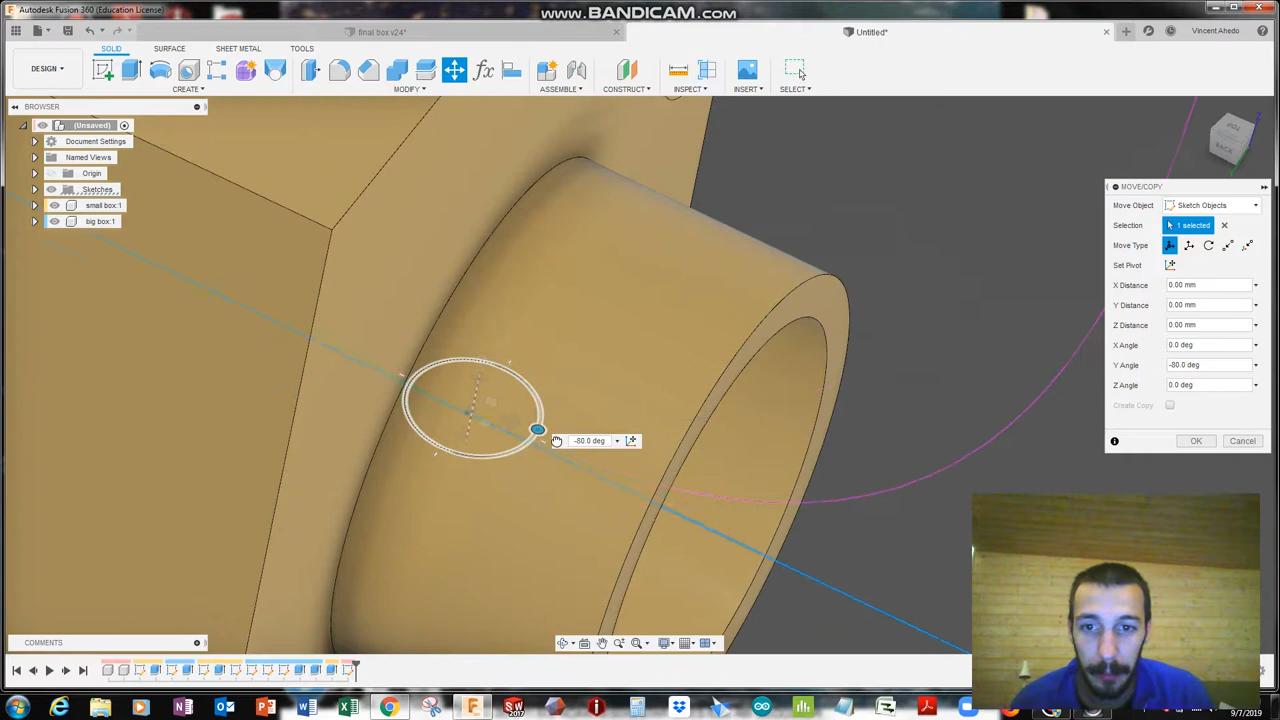 Autodesk Fusion 360 (Education License)
www.BANDICAM.com
final box v24*
Untitled*
Vincent Ahedo
SOLID
SURFACE
SHEET METAL
TOOLS
DESIGN
CREATE
MODIFY
ASSEMBLE
CONSTRUCT
INSPECT
INSERT
SELECT
BROWSER
(Unsaved)
Document Settings
Named Views
Origin
Sketches
small box:1
big box:1
TOP
BACK
MOVE/COPY
Move Object
Sketch Objects
Selection
1 selected
Move Type
Set Pivot
X Distance
0.00 mm
Y Distance
0.00 mm
Z Distance
0.00 mm
X Angle
0.0 deg
Y Angle
-80.0 deg
Z Angle
0.0 deg
Create Copy
OK
Cancel
-80.0 deg
COMMENTS
9/7/2019